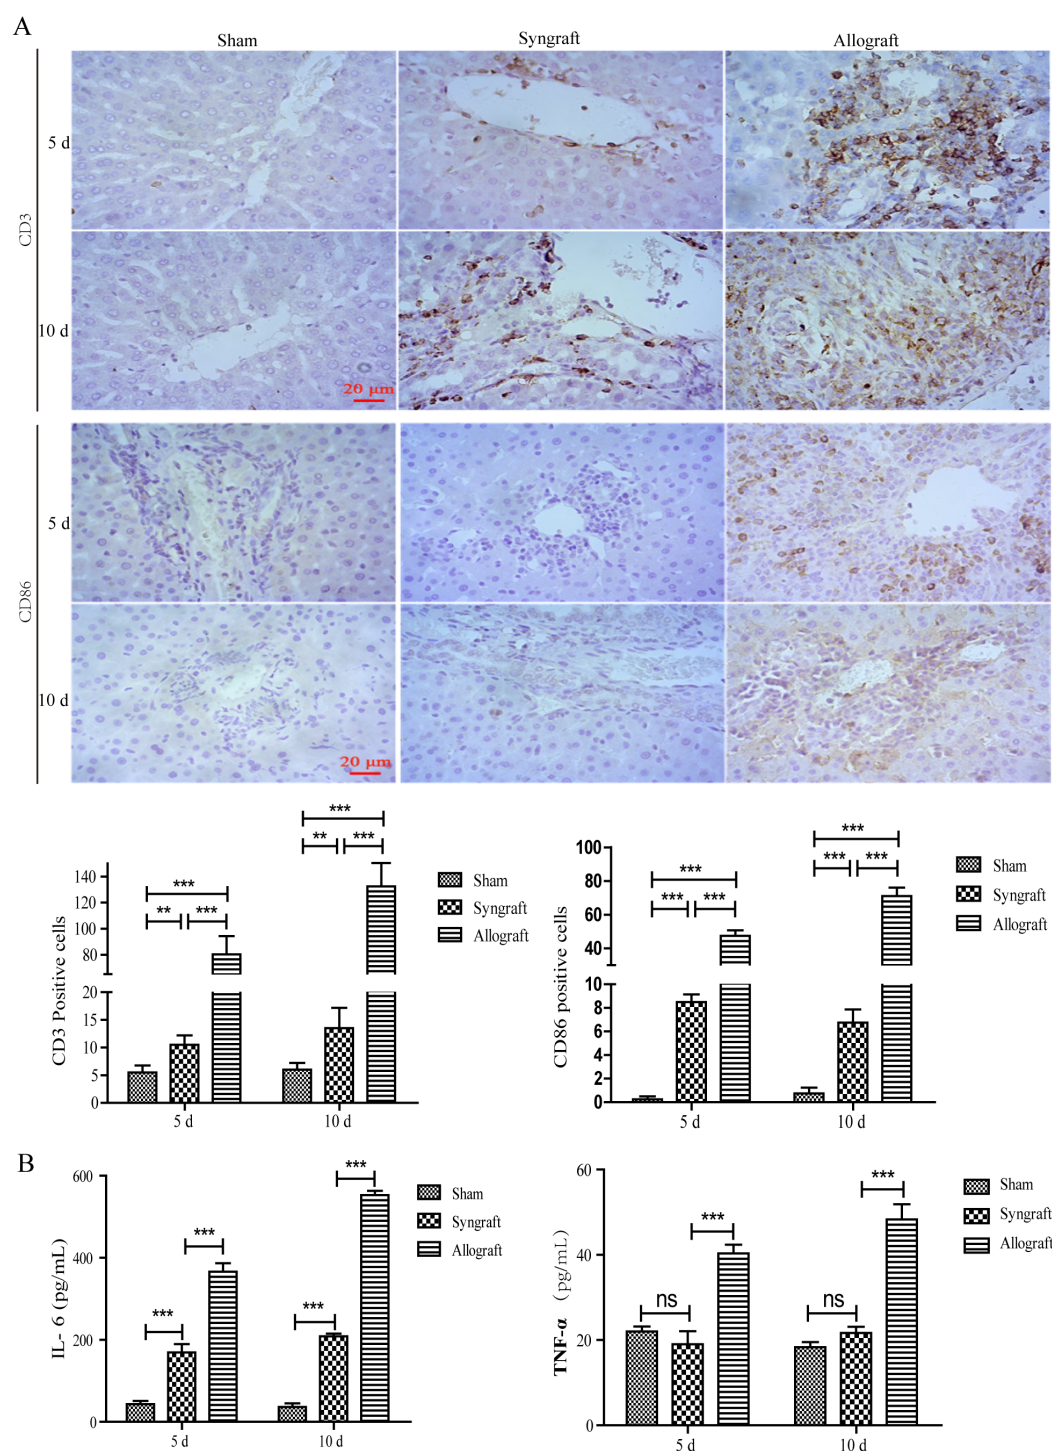 A
Sham
Syngraft
Allograft
CD3
5 d
10 d
20 μm
CD86
5 d
10 d
20 μm
CD3 Positive cells
140
120
100
80
60
20
15
10
5
0
***
**
***
***
**
***
5 d
10 d
Sham
Syngraft
Allograft
CD86 positive cells
100
80
60
40
10
8
6
4
2
0
***
***
***
***
***
***
5 d
10 d
Sham
Syngraft
Allograft
B
IL- 6 (pg/mL)
600
400
200
0
***
***
***
***
5 d
10 d
Sham
Syngraft
Allograft
TNF-α (pg/mL)
60
40
20
0
ns
***
ns
***
5 d
10 d
Sham
Syngraft
Allograft